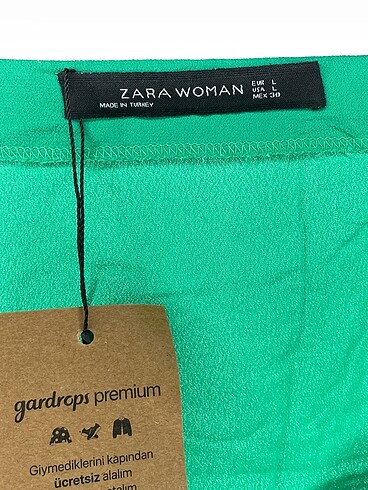 ZARA WOMAN
EUR L
USA L
MEX 30
MADE IN TURKEY
gardrops premium
Giymediklerini kapından
ücretsiz alalım